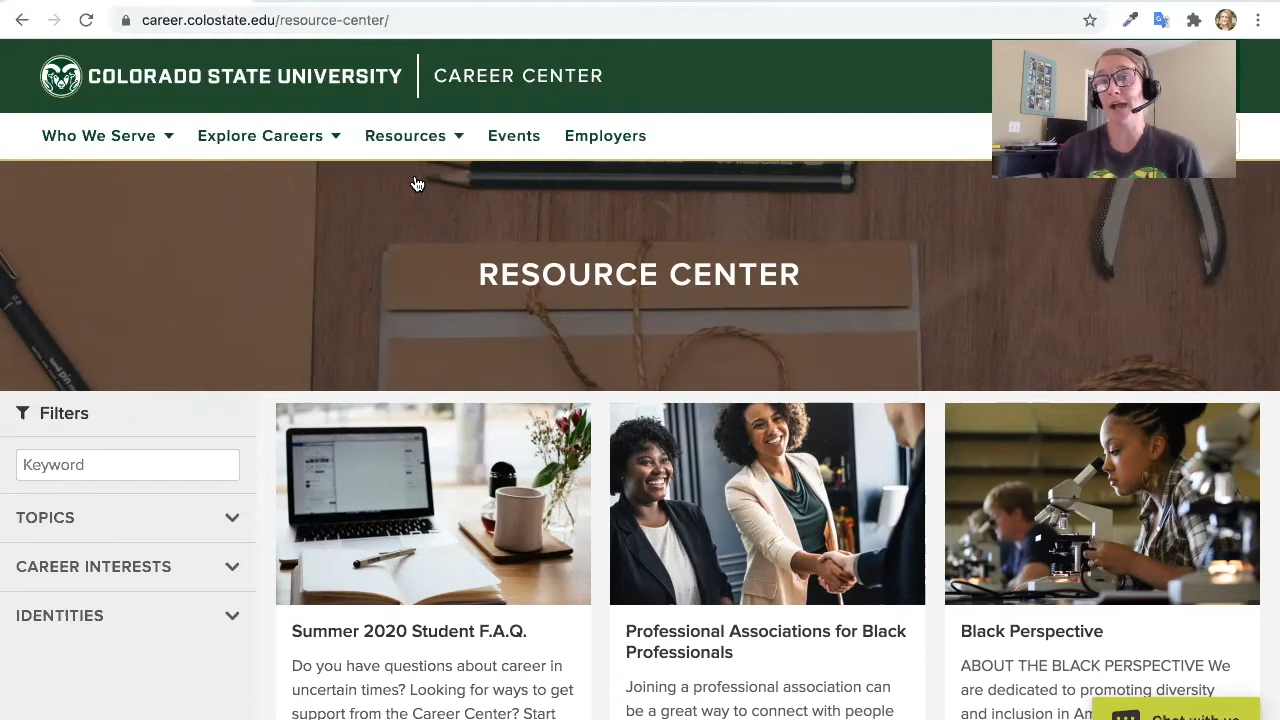 career.colostate.edu/resource-center/
COLORADO STATE UNIVERSITY
CAREER CENTER
Who We Serve
Explore Careers
Resources
Events
Employers
RESOURCE CENTER
Filters
Keyword
TOPICS
CAREER INTERESTS
IDENTITIES
Summer 2020 Student F.A.Q.
Do you have questions about career in
uncertain times? Looking for ways to get
support from the Career Center? Start
Professional Associations for Black
Professionals
Joining a professional association can
be a great way to connect with people
Black Perspective
ABOUT THE BLACK PERSPECTIVE We
are dedicated to promoting diversity
and inclusion in Am
Chat with us